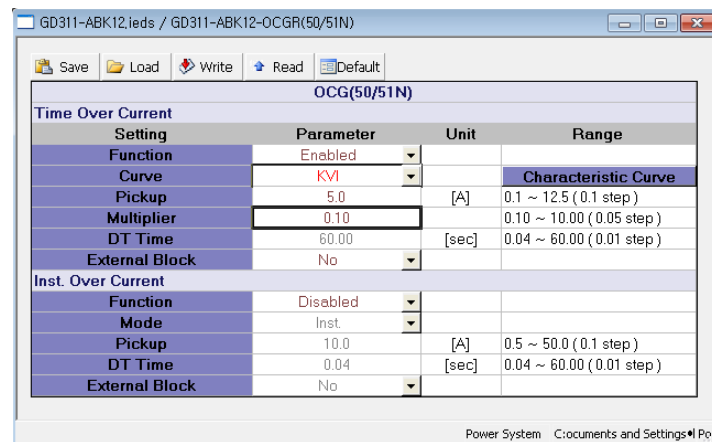 GD311-ABK12.ieds / GD311-ABK12-OCGR(50/51N)
Save Load Write Read Default
OCG(50/51N)
Time Over Current
Setting Parameter Unit Range
Function Enabled
Curve KVI Characteristic Curve
Pickup 5.0 [A] 0.1 ~ 12.5 ( 0.1 step )
Multiplier 0.10 0.10 ~ 10.00 ( 0.05 step )
DT Time 60.00 [sec] 0.04 ~ 60.00 ( 0.01 step )
External Block No
Inst. Over Current
Function Disabled
Mode Inst.
Pickup 10.0 [A] 0.5 ~ 50.0 ( 0.1 step )
DT Time 0.04 [sec] 0.04 ~ 60.00 ( 0.01 step )
External Block No
Power System C:ocuments and Settings Po